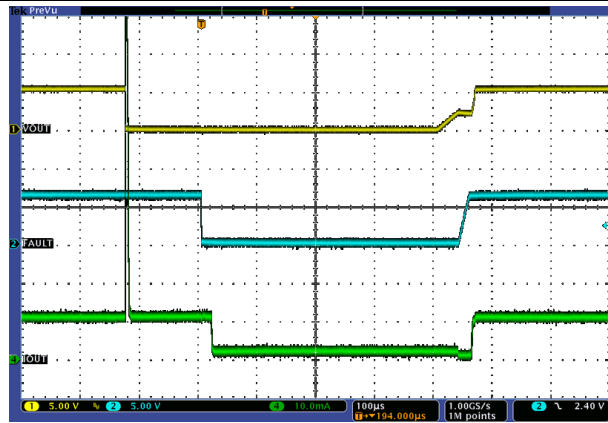 Tek PreVu
T
1 VOUT
2 FAULT
4 IOUT
1 5.00 V 2 5.00 V 4 10.0mA 100µs 1.00GS/s 2 2.40 V
T→▼194.000µs 1M points